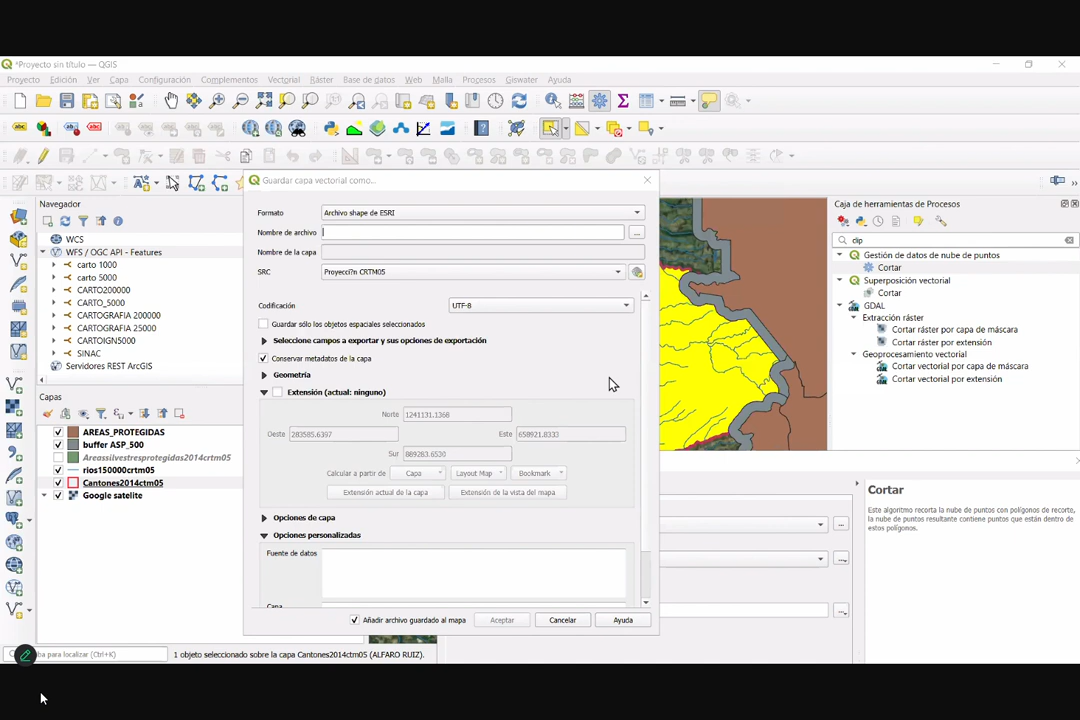 *Proyecto sin título — QGIS
Proyecto Edición Ver Capa Configuración Complementos Vectorial Ráster Base de datos Web Malla Procesos Giswater Ayuda
Navegador
WCS
WFS / OGC API - Features
carto 1000
carto 5000
CARTO200000
CARTO_5000
CARTOGRAFIA 200000
CARTOGRAFIA 25000
CARTOIGN5000
SINAC
Servidores REST ArcGIS
Capas
AREAS_PROTEGIDAS
buffer ASP_500
Areassilvestresprotegidas2014crtm05
rios150000crtm05
Cantones2014crtm05
Google satelite
Guardar capa vectorial como...
Formato Archivo shape de ESRI
Nombre de archivo
Nombre de la capa
SRC Proyecci?n CRTM05
Codificación UTF-8
Guardar sólo los objetos espaciales seleccionados
Seleccione campos a exportar y sus opciones de exportación
Conservar metadatos de la capa
Geometría
Extensión (actual: ninguno)
Norte 1241131.1368
Oeste 283585.6397 Este 658921.8333
Sur 889283.6530
Calcular a partir de Capa Layout Map Bookmark
Extensión actual de la capa Extensión de la vista del mapa
Opciones de capa
Opciones personalizadas
Fuente de datos
Capa
Añadir archivo guardado al mapa Aceptar Cancelar Ayuda
Caja de herramientas de Procesos
clip
Gestión de datos de nube de puntos
Cortar
Superposición vectorial
Cortar
GDAL
Extracción ráster
Cortar ráster por capa de máscara
Cortar ráster por extensión
Geoprocesamiento vectorial
Cortar vectorial por capa de máscara
Cortar vectorial por extensión
Cortar
Este algoritmo recorta la nube de puntos con polígonos de recorte,
la nube de puntos resultante contiene puntos que están dentro de
estos polígonos.
ba para localizar (Ctrl+K) 1 objeto seleccionado sobre la capa Cantones2014crtm05 (ALFARO RUIZ).